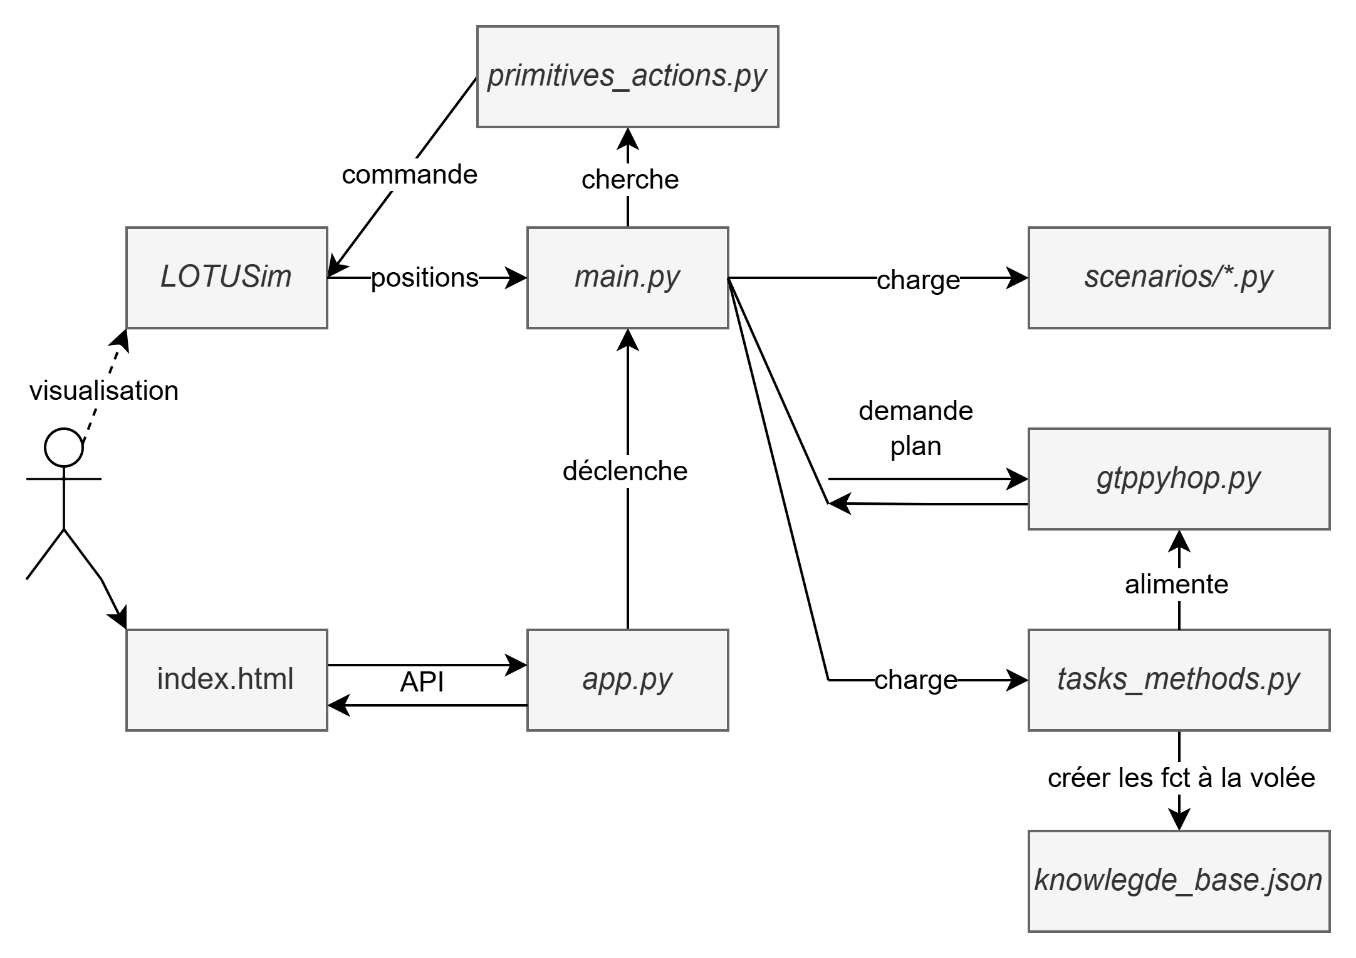 primitives_actions.py
commande
cherche
LOTUSim
positions
main.py
charge
scenarios/*.py
visualisation
demande
plan
déclenche
gtppyhop.py
alimente
index.html
API
app.py
charge
tasks_methods.py
créer les fct à la volée
knowlegde_base.json